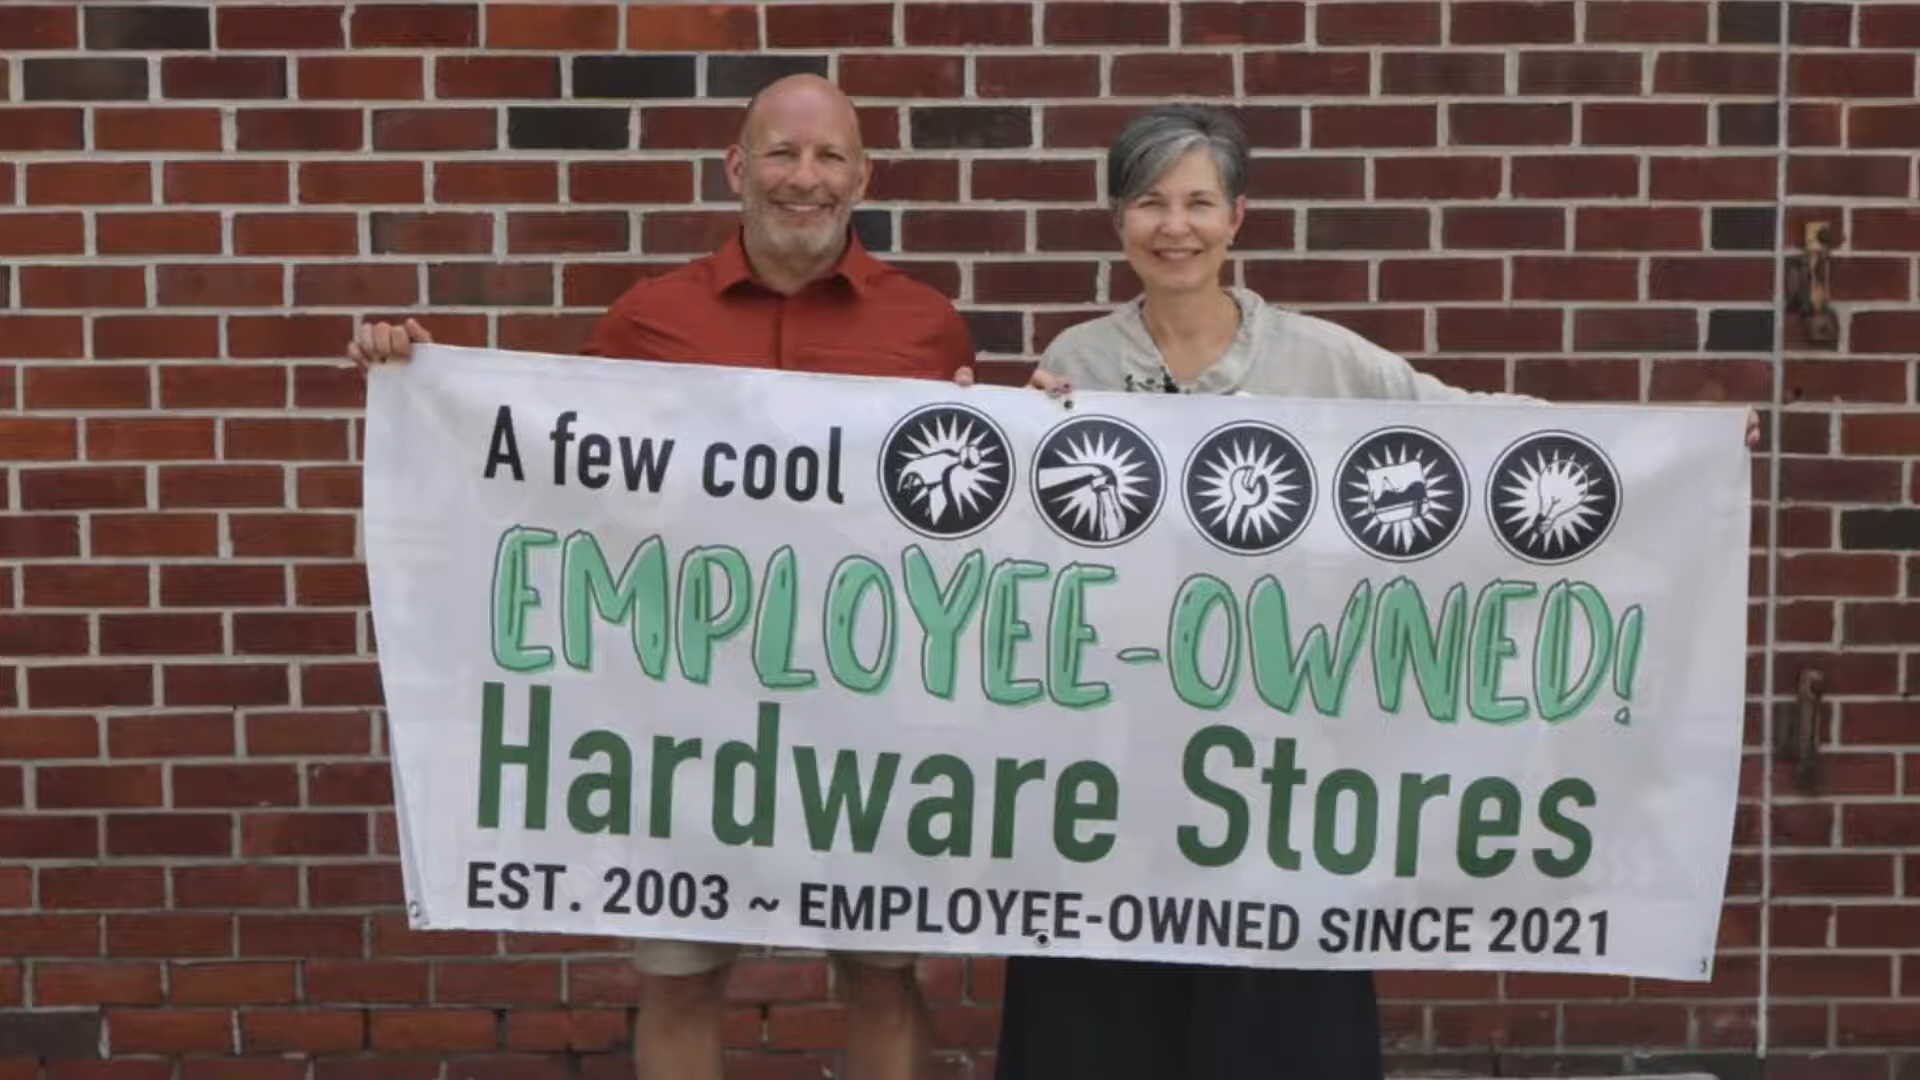 A few cool
EMPLOYEE-OWNED!
Hardware Stores
EST. 2003 ~ EMPLOYEE-OWNED SINCE 2021